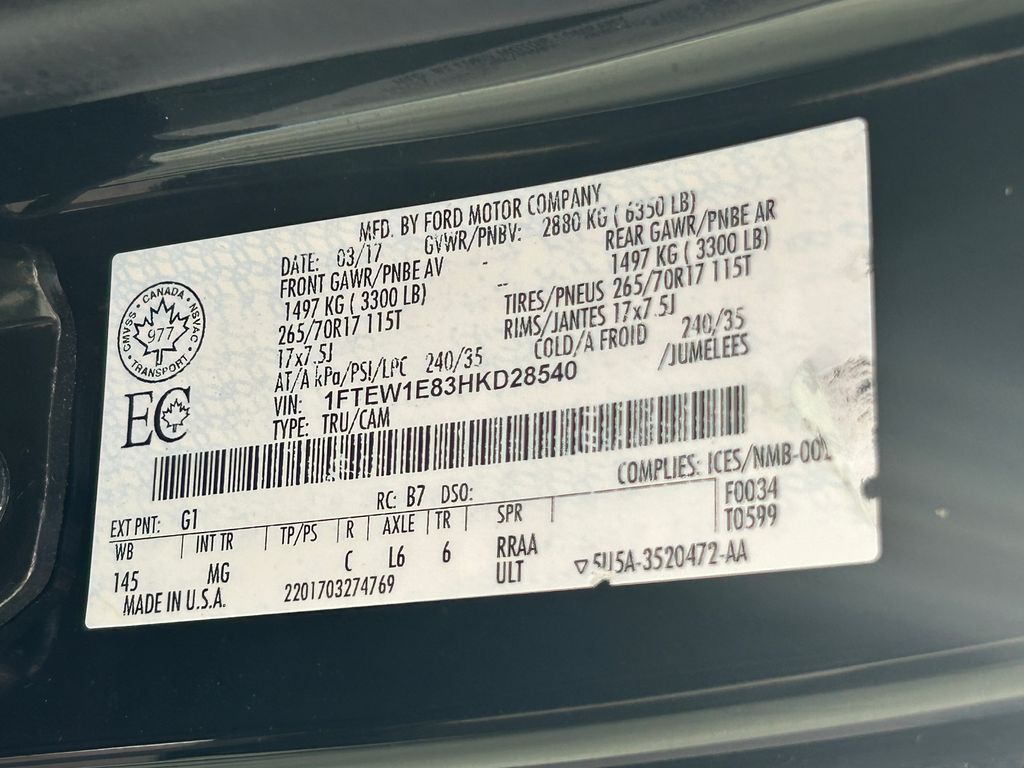 MFD. BY FORD MOTOR COMPANY
DATE: 03/17 GVWR/PNBV: 2880 KG ( 6350 LB)
FRONT GAWR/PNBE AV REAR GAWR/PNBE AR
1497 KG ( 3300 LB) 1497 KG ( 3300 LB)
265/70R17 115T TIRES/PNEUS 265/70R17 115T
17x7.5J RIMS/JANTES 17x7.5J
AT/A kPa/PSI/LPC 240/35 COLD/A FROID 240/35
VIN: 1FTEW1E83HKD28540 /JUMELEES
TYPE: TRU/CAM
CANADA
NSVAC
TRANSPORT
CMVSS
977
EC
COMPLIES: ICES/NMB-002
EXT PNT: G1 RC: B7 DSO: F0034
WB INT TR TP/PS R AXLE TR SPR T0599
145 MG C L6 6 RRAA
MADE IN U.S.A. 2201703274769 ULT 5U5A-3520472-AA